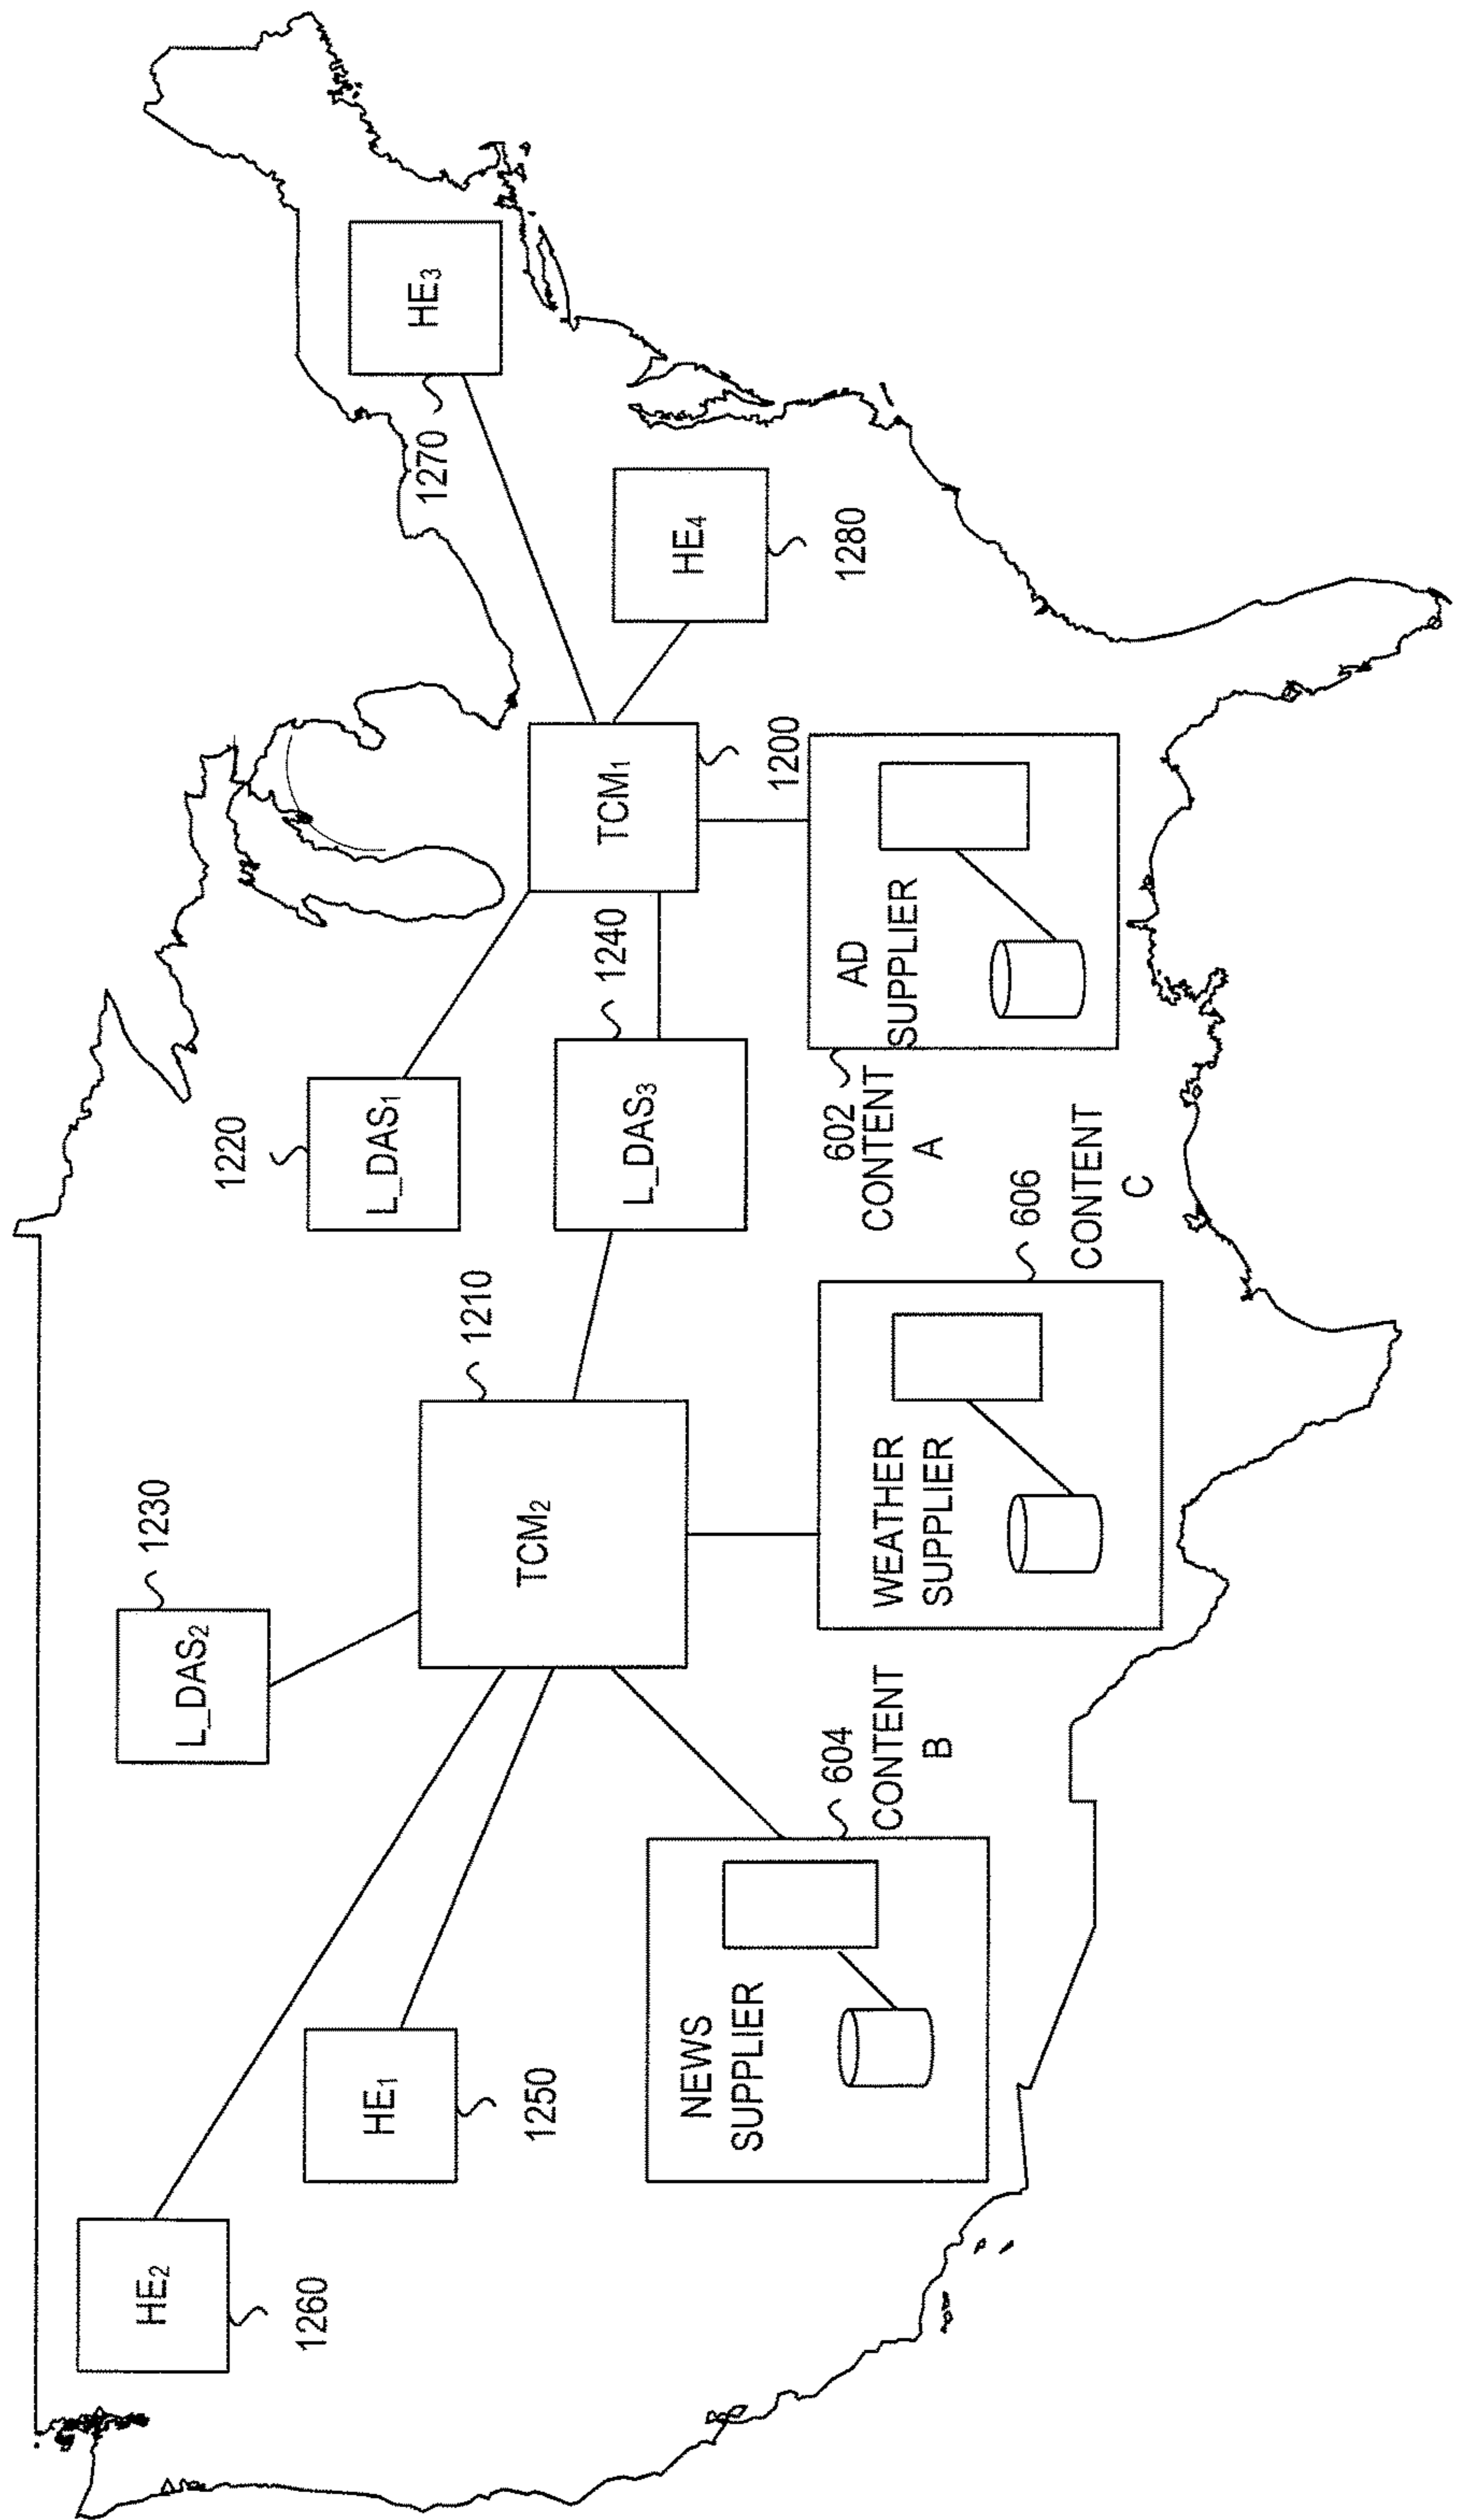 HE₂
1260
HE₁
1250
L_DAS₂
1230
TCM₂
1210
L_DAS₁
1220
L_DAS₃
1240
TCM₁
1200
HE₃
1270
HE₄
1280
NEWS
SUPPLIER
604
CONTENT
B
WEATHER
SUPPLIER
606
CONTENT
C
AD
SUPPLIER
602
CONTENT
A